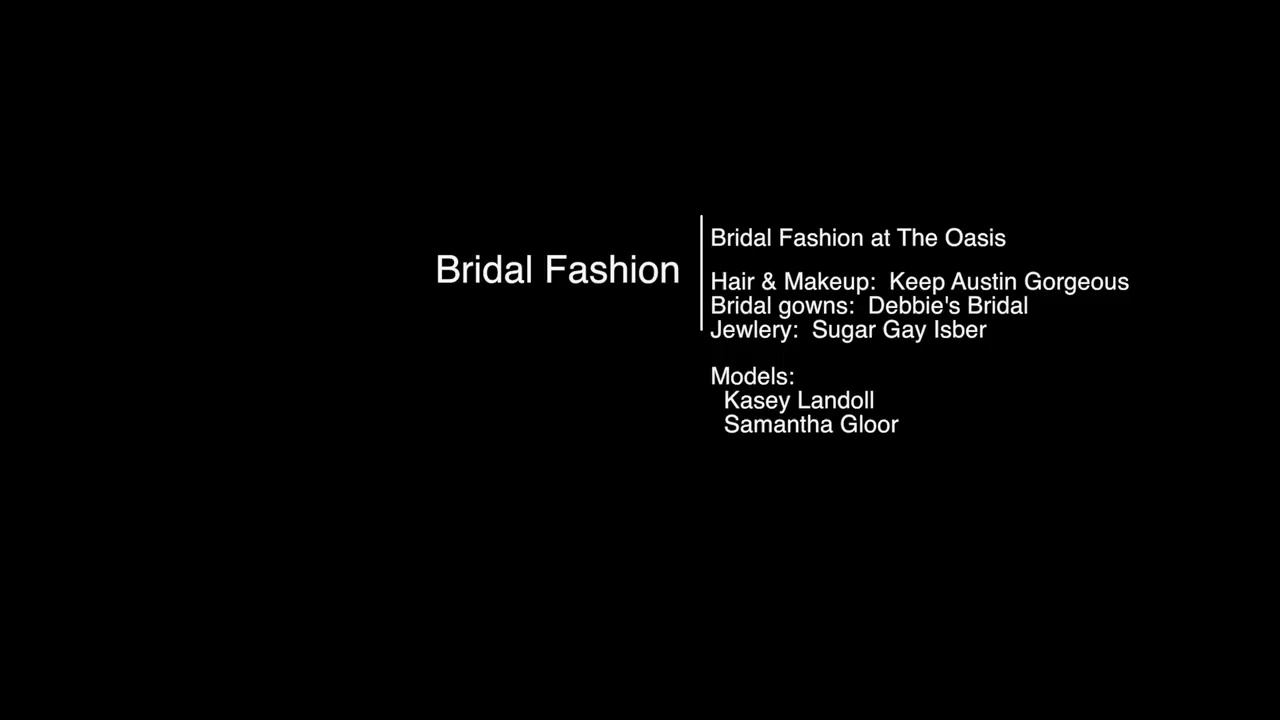 Bridal Fashion
Bridal Fashion at The Oasis
Hair & Makeup: Keep Austin Gorgeous
Bridal gowns: Debbie's Bridal
Jewlery: Sugar Gay Isber
Models:
Kasey Landoll
Samantha Gloor